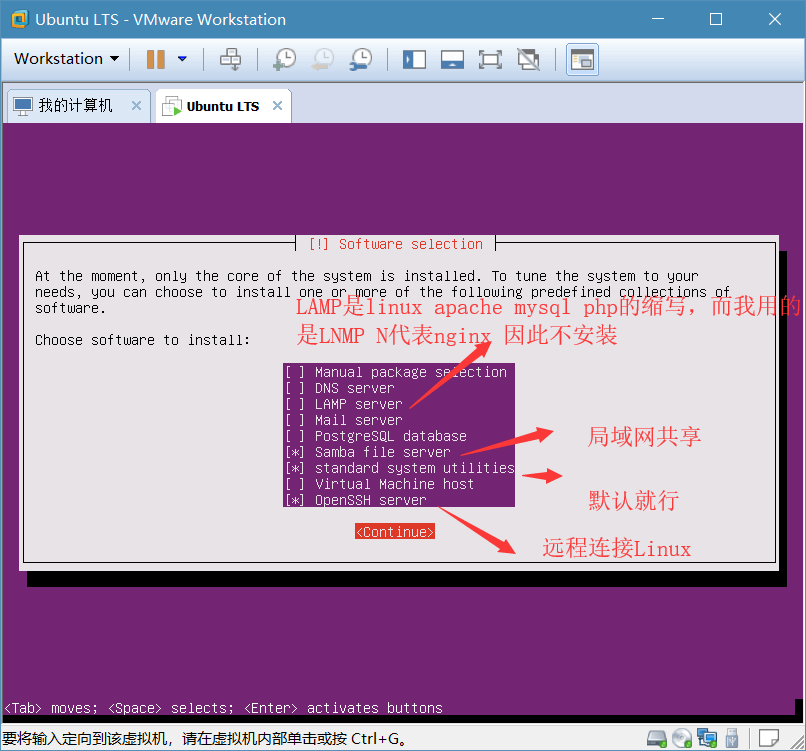 Ubuntu LTS - VMware Workstation
Workstation
我的计算机
Ubuntu LTS
[!] Software selection
At the moment, only the core of the system is installed. To tune the system to your
needs, you can choose to install one or more of the following predefined collections of
software.
LAMP是linux apache mysql php的缩写，而我用的
是LNMP N代表nginx 因此不安装
Choose software to install:
[ ] Manual package selection
[ ] DNS server
[ ] LAMP server
[ ] Mail server
[ ] PostgreSQL database
[*] Samba file server
局域网共享
[*] standard system utilities
默认就行
[ ] Virtual Machine host
[*] OpenSSH server
远程连接Linux
<Continue>
<Tab> moves; <Space> selects; <Enter> activates buttons
要将输入定向到该虚拟机，请在虚拟机内部单击或按 Ctrl+G。